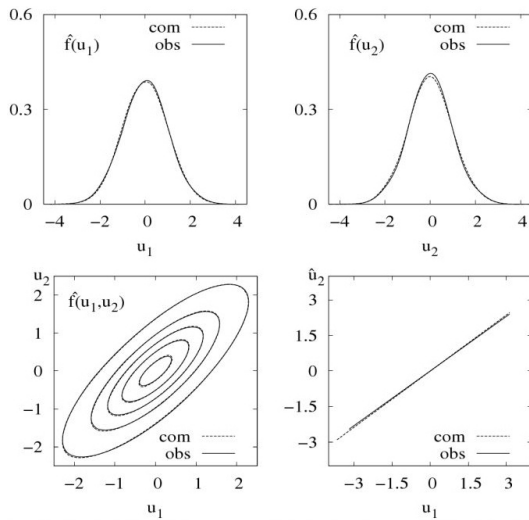 0.6
0.3
0
f̂(u₁)
com
obs
−4 −2 0 2 4
u₁
0.6
0.3
0
f̂(u₂)
com
obs
−4 −2 0 2 4
u₂
u₂
2
1
0
−1
−2
f̂(u₁,u₂)
com
obs
−2 −1 0 1 2
u₁
û₂
3
1.5
0
−1.5
−3
com
obs
−3 −1.5 0 1.5 3
u₁